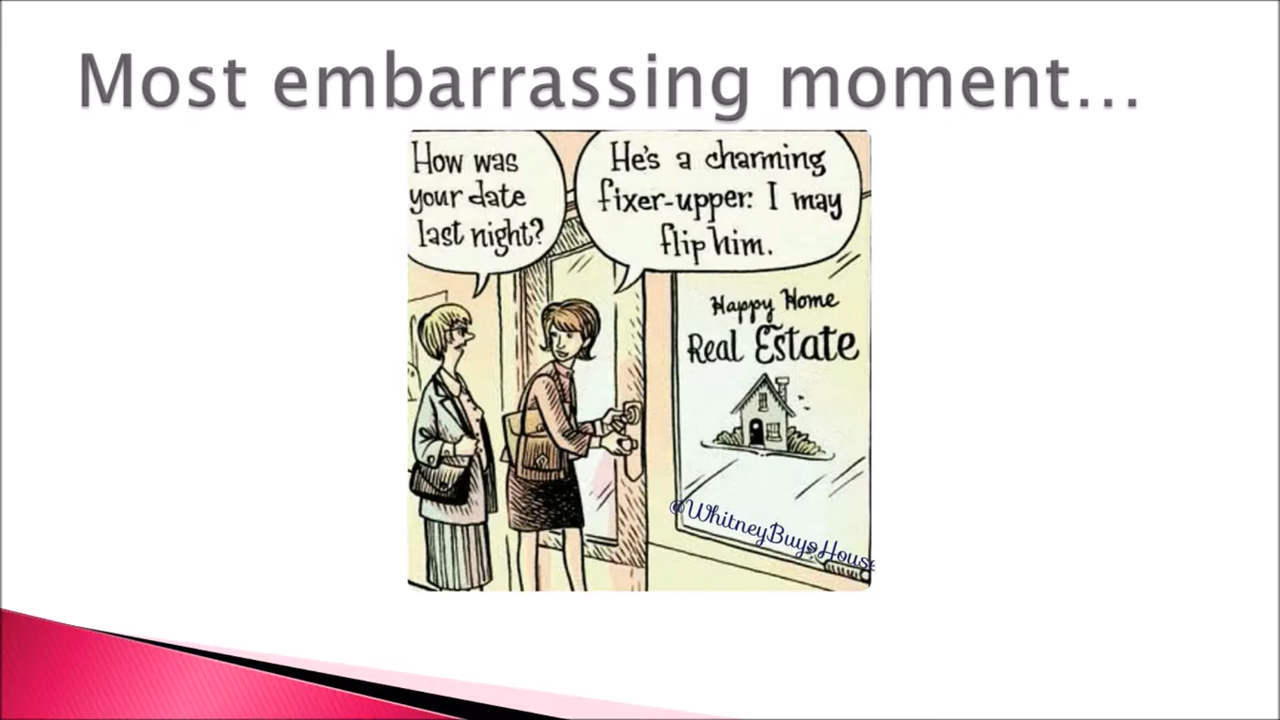 Most embarrassing moment...
How was
your date
last night?
He's a charming
fixer-upper. I may
flip him.
Happy Home
Real Estate
@WhitneyBuysHouse